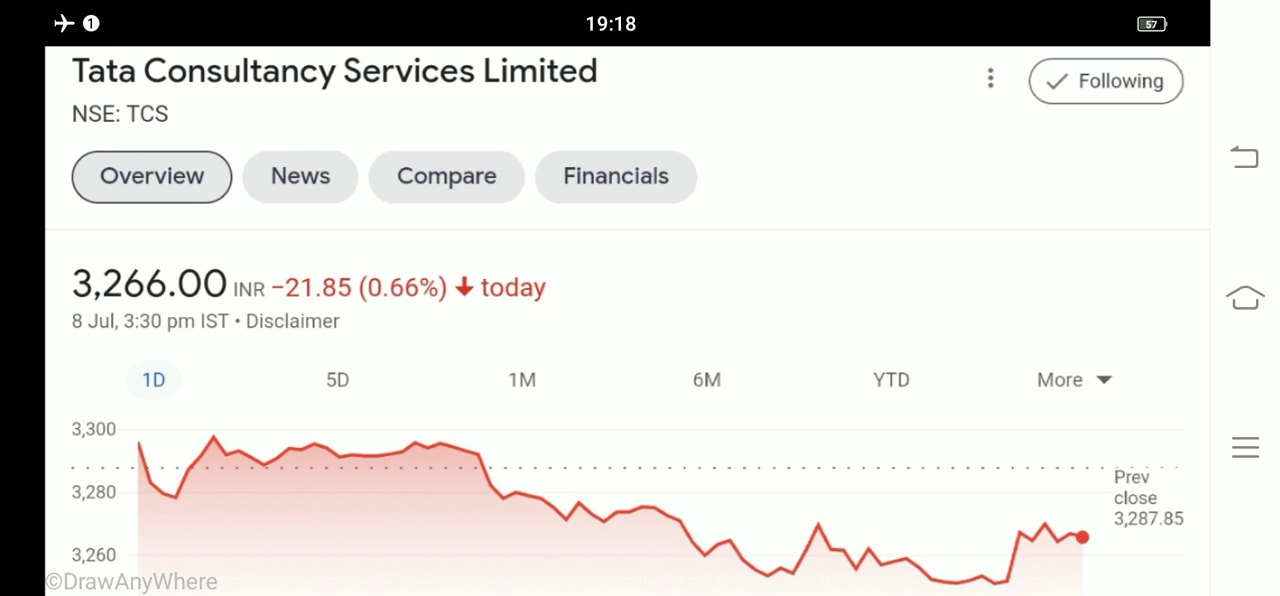 1 19:18 57
Tata Consultancy Services Limited
Following
NSE: TCS
Overview News Compare Financials
3,266.00 INR −21.85 (0.66%) today
8 Jul, 3:30 pm IST • Disclaimer
1D 5D 1M 6M YTD More
3,300
3,280
3,260
Prev
close
3,287.85
©DrawAnyWhere